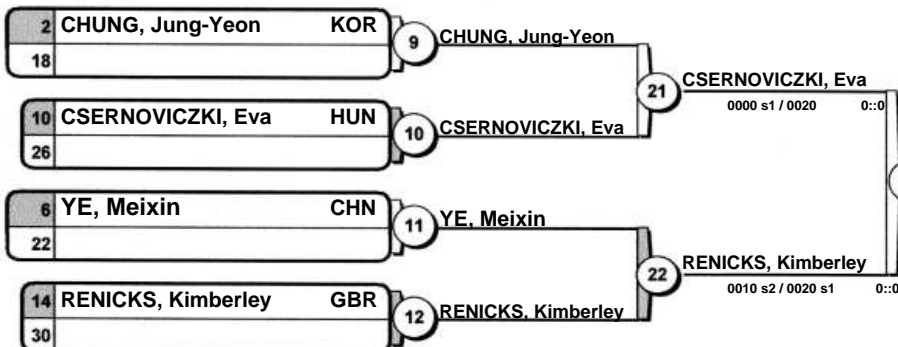 2 CHUNG, Jung-Yeon KOR
18
9
CHUNG, Jung-Yeon
10 CSERNOVICZKI, Eva HUN
26
10
CSERNOVICZKI, Eva
21
CSERNOVICZKI, Eva
0000 s1 / 0020 0::0
6 YE, Meixin CHN
22
11
YE, Meixin
14 RENICKS, Kimberley GBR
30
12
RENICKS, Kimberley
22
RENICKS, Kimberley
0010 s2 / 0020 s1 0::0